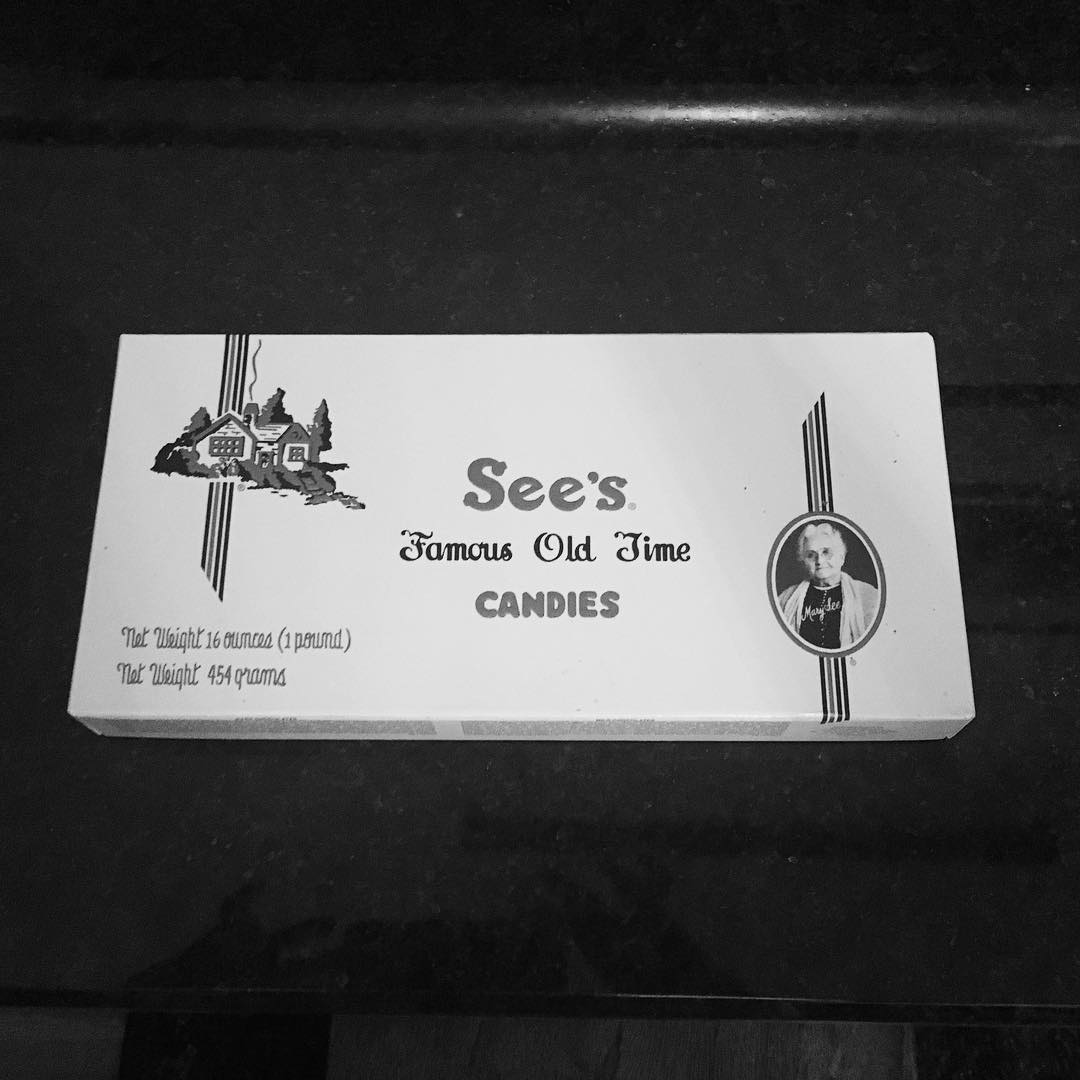 See's®
Famous Old Time
CANDIES
Mary See
Net Weight 16 ounces (1 pound)
Net Weight 454 grams